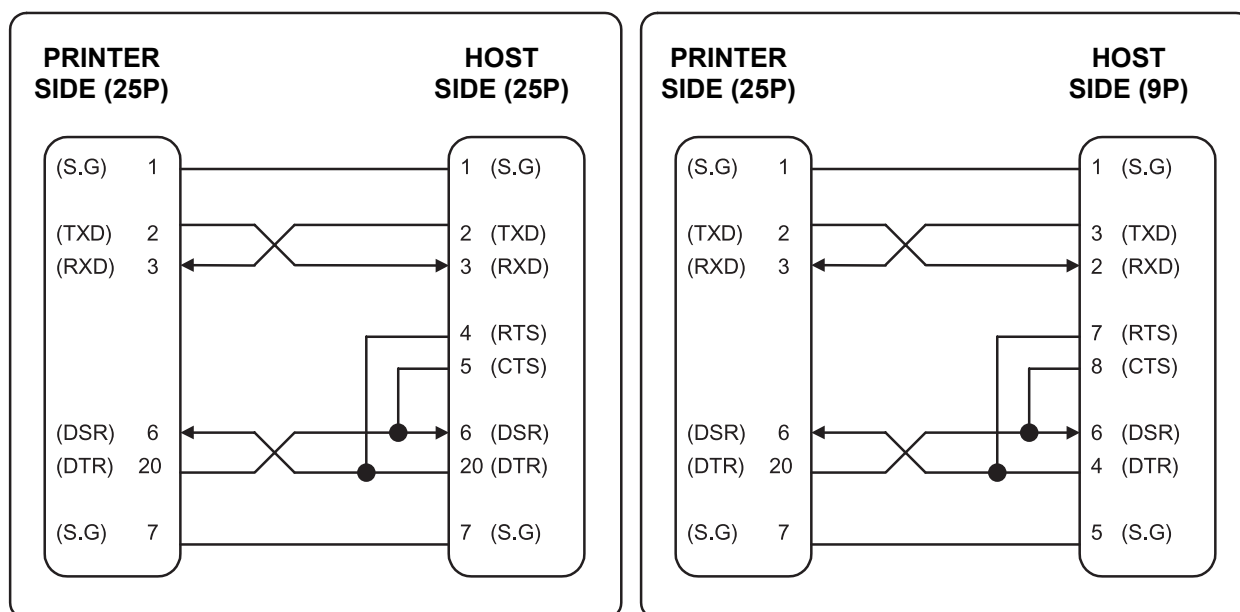 PRINTER
SIDE (25P)
HOST
SIDE (25P)
(S.G) 1
1 (S.G)
(TXD) 2
2 (TXD)
(RXD) 3
3 (RXD)
4 (RTS)
5 (CTS)
(DSR) 6
6 (DSR)
(DTR) 20
20 (DTR)
(S.G) 7
7 (S.G)
PRINTER
SIDE (25P)
HOST
SIDE (9P)
(S.G) 1
1 (S.G)
(TXD) 2
3 (TXD)
(RXD) 3
2 (RXD)
7 (RTS)
8 (CTS)
(DSR) 6
6 (DSR)
(DTR) 20
4 (DTR)
(S.G) 7
5 (S.G)